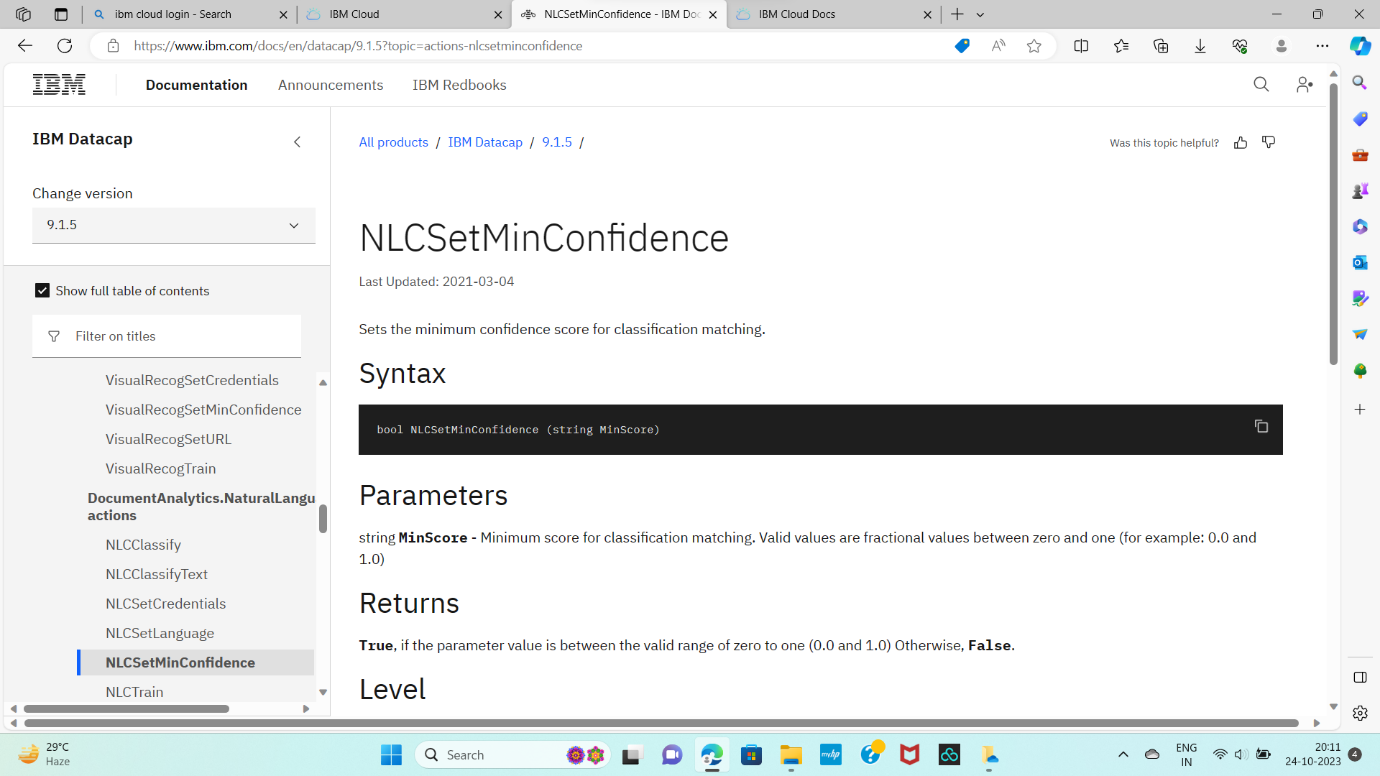 ibm cloud login - Search
IBM Cloud
NLCSetMinConfidence - IBM Doc
IBM Cloud Docs
https://www.ibm.com/docs/en/datacap/9.1.5?topic=actions-nlcsetminconfidence
IBM
Documentation
Announcements
IBM Redbooks
IBM Datacap
Change version
9.1.5
Show full table of contents
Filter on titles
VisualRecogSetCredentials
VisualRecogSetMinConfidence
VisualRecogSetURL
VisualRecogTrain
DocumentAnalytics.NaturalLangu
actions
NLCClassify
NLCClassifyText
NLCSetCredentials
NLCSetLanguage
NLCSetMinConfidence
NLCTrain
All products / IBM Datacap / 9.1.5 /
Was this topic helpful?
NLCSetMinConfidence
Last Updated: 2021-03-04
Sets the minimum confidence score for classification matching.
Syntax
bool NLCSetMinConfidence (string MinScore)
Parameters
string MinScore - Minimum score for classification matching. Valid values are fractional values between zero and one (for example: 0.0 and
1.0)
Returns
True, if the parameter value is between the valid range of zero to one (0.0 and 1.0) Otherwise, False.
Level
29°C
Haze
Search
myhp
ENG
IN
20:11
24-10-2023
4